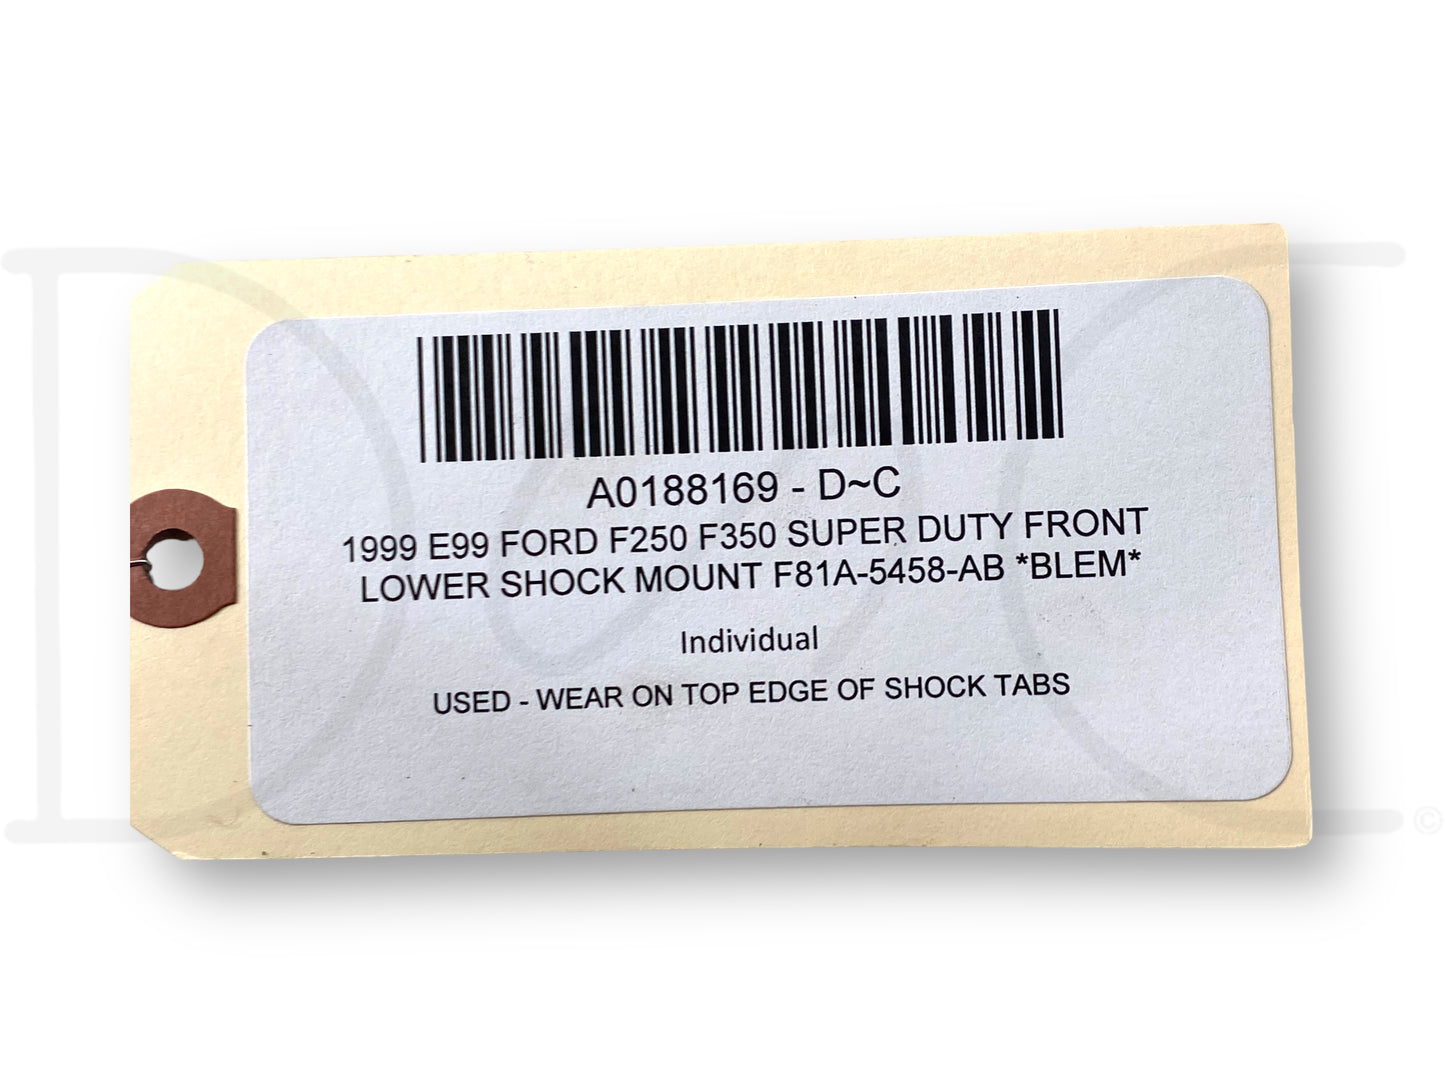 A0188169 - D~C
1999 E99 FORD F250 F350 SUPER DUTY FRONT
LOWER SHOCK MOUNT F81A-5458-AB *BLEM*
Individual
USED - WEAR ON TOP EDGE OF SHOCK TABS
©